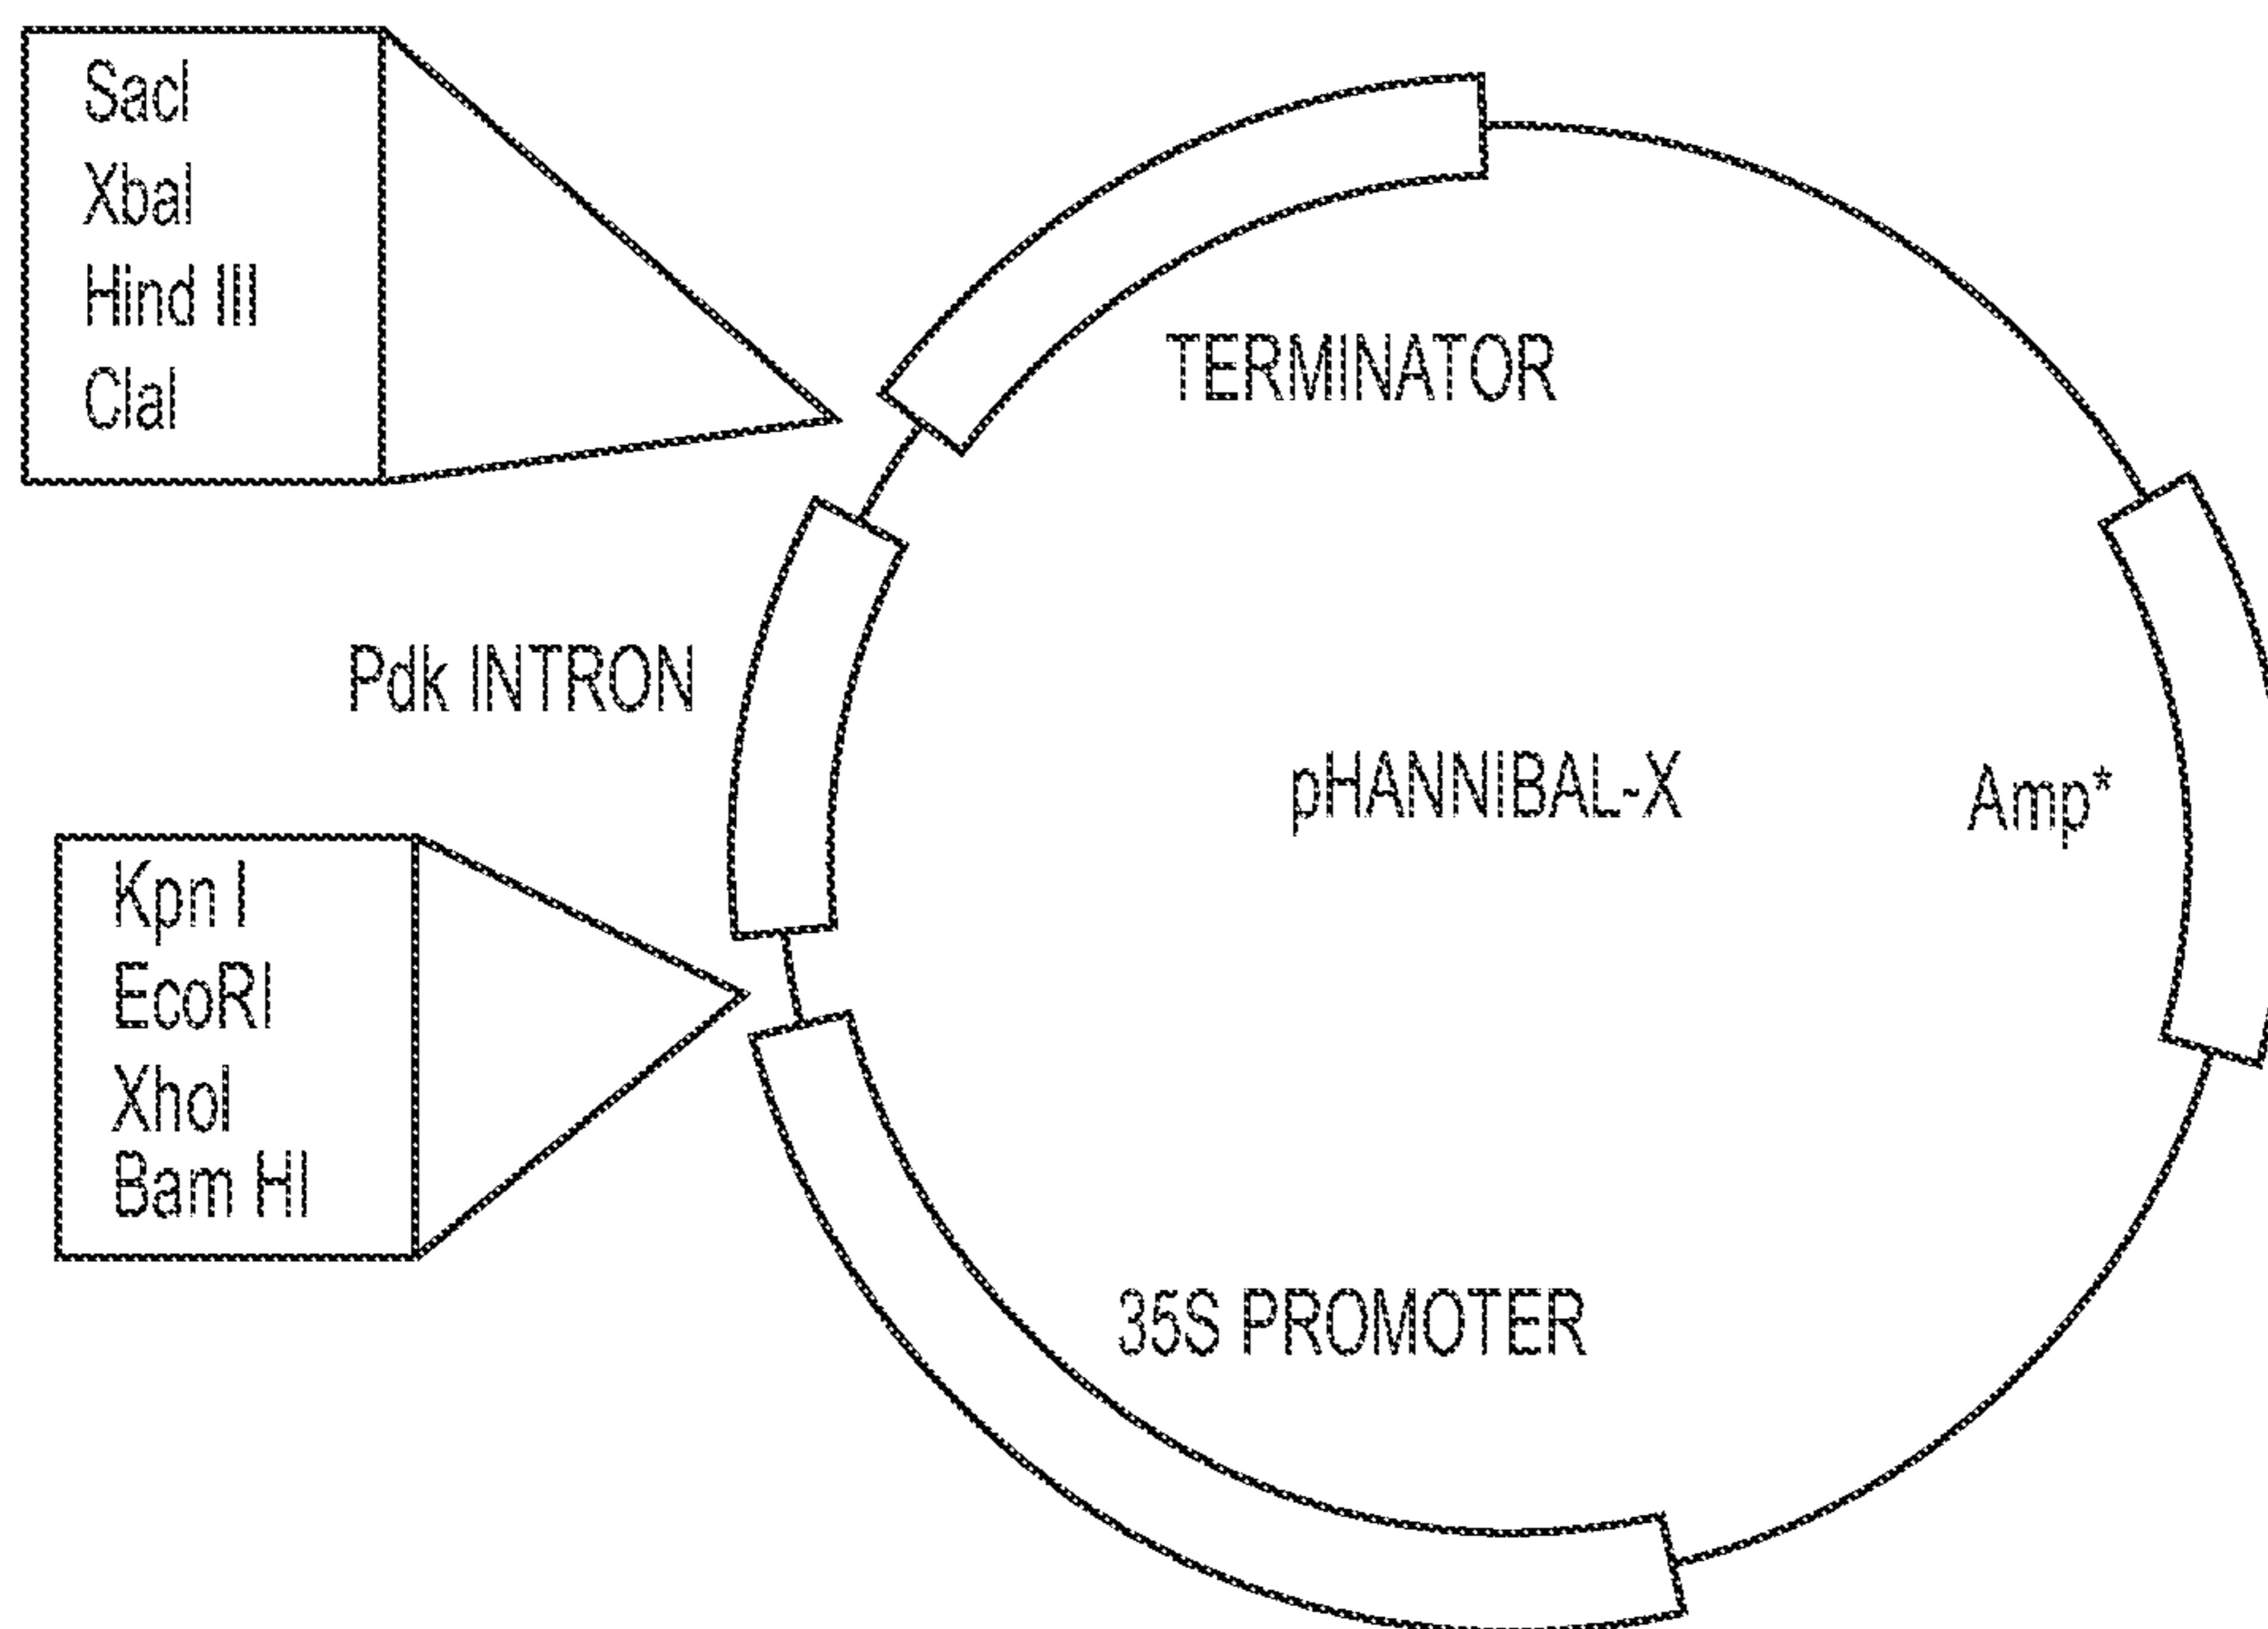 SacI
XbaI
Hind III
ClaI
TERMINATOR
Pdk INTRON
pHANNIBAL-X
Amp*
Kpn I
EcoRI
XhoI
Bam HI
35S PROMOTER